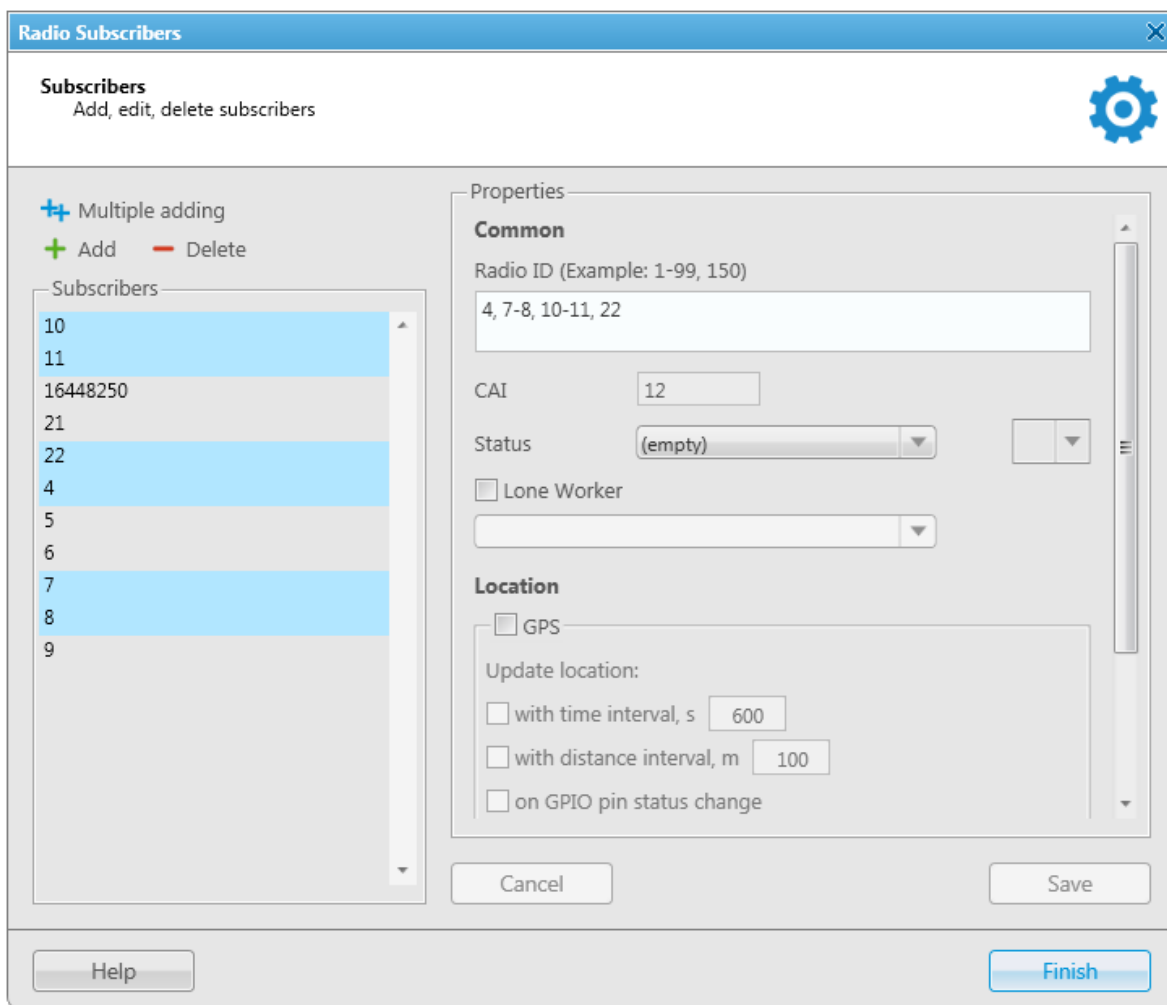 Radio Subscribers
Subscribers
Add, edit, delete subscribers
Multiple adding
Add Delete
Subscribers
10
11
16448250
21
22
4
5
6
7
8
9
Properties
Common
Radio ID (Example: 1-99, 150)
4, 7-8, 10-11, 22
CAI 12
Status (empty)
Lone Worker
Location
GPS
Update location:
with time interval, s 600
with distance interval, m 100
on GPIO pin status change
Cancel Save
Help Finish